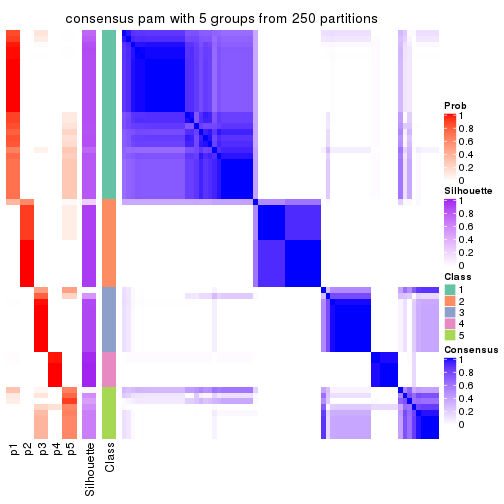 consensus pam with 5 groups from 250 partitions
Prob
1
0.8
0.6
0.4
0.2
0
Silhouette
1
0.8
0.6
0.4
0.2
0
Class
1
2
3
4
5
Consensus
1
0.8
0.6
0.4
0.2
0
p1
p2
p3
p4
p5
Silhouette
Class